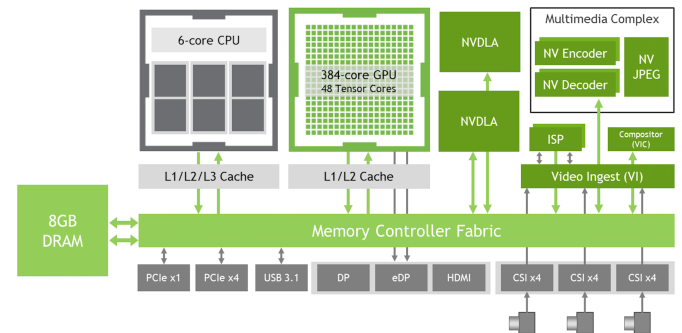 6-core CPU
384-core GPU
48 Tensor Cores
NVDLA
NVDLA
Multimedia Complex
NV Encoder
NV Decoder
NV
JPEG
ISP
Compositor
(VIC)
L1/L2/L3 Cache
L1/L2 Cache
Video Ingest (VI)
8GB
DRAM
Memory Controller Fabric
PCIe x1
PCIe x4
USB 3.1
DP
eDP
HDMI
CSI x4
CSI x4
CSI x4